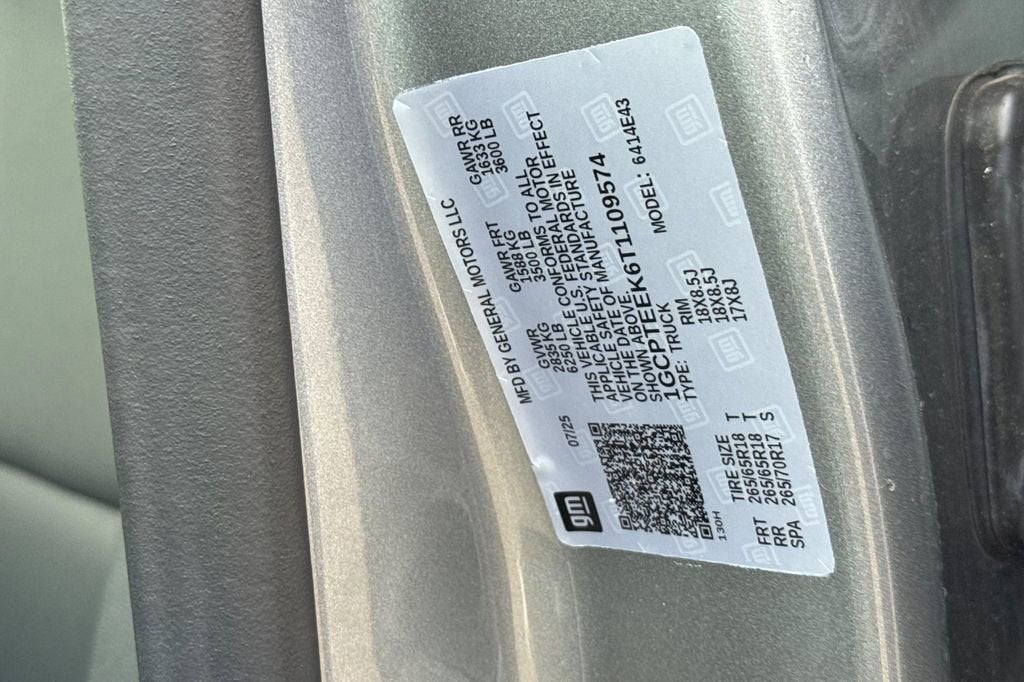 MFD BY GENERAL MOTORS LLC
07/25 GVWR GAWR FRT GAWR RR
2835 KG 1588 KG 1633 KG
6250 LB 3500 LB 3600 LB
THIS VEHICLE CONFORMS TO ALL
APPLICABLE U.S. FEDERAL MOTOR
VEHICLE SAFETY STANDARDS IN EFFECT
ON THE DATE OF MANUFACTURE
SHOWN ABOVE.
1GCPTEEK6T1109574
TYPE: TRUCK MODEL: 6414E43
gm
130H
TIRE SIZE RIM
FRT 265/65R18 T 18X8.5J
RR 265/65R18 T 18X8.5J
SPA 265/70R17 S 17X8J